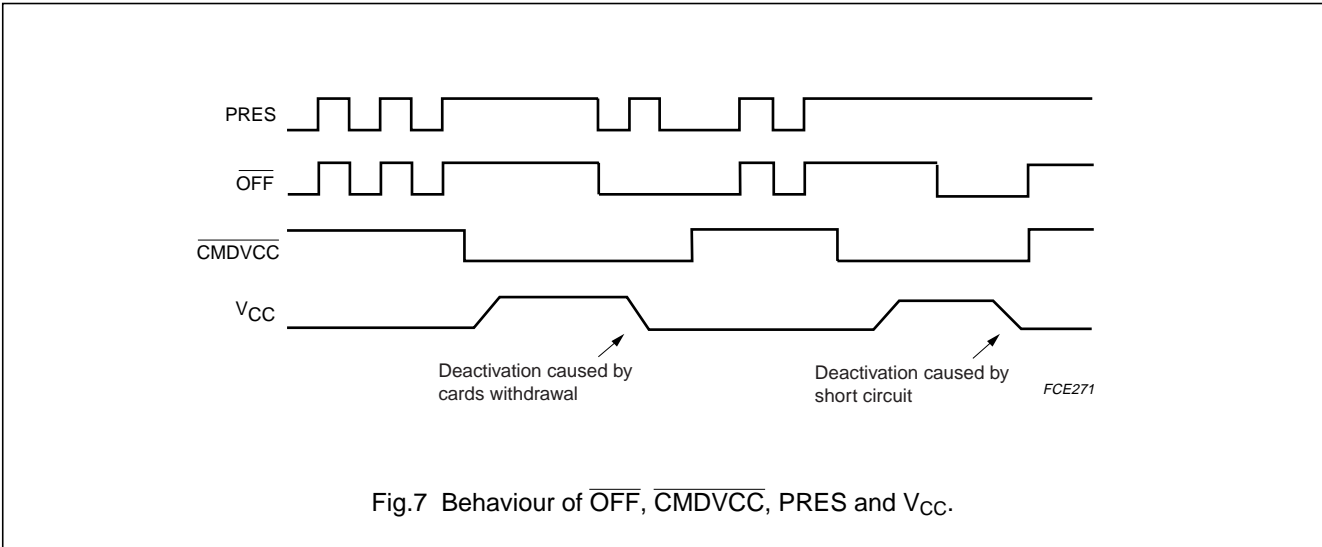 PRES
OFF
CMDVCC
VCC
Deactivation caused by
cards withdrawal
Deactivation caused by
short circuit
FCE271
Fig.7 Behaviour of OFF, CMDVCC, PRES and VCC.